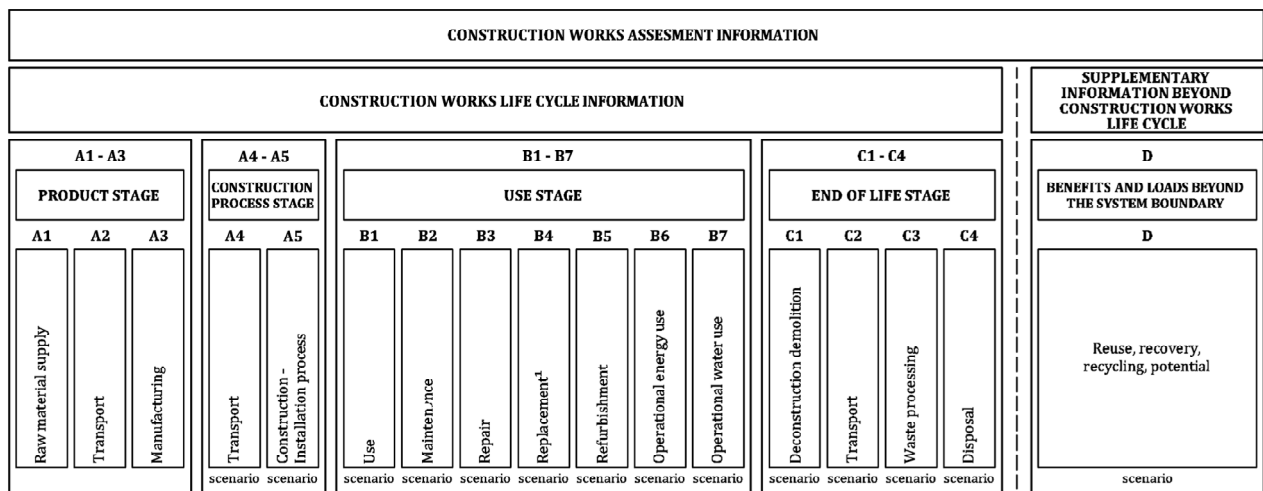 CONSTRUCTION WORKS ASSESMENT INFORMATION
CONSTRUCTION WORKS LIFE CYCLE INFORMATION
SUPPLEMENTARY
INFORMATION BEYOND
CONSTRUCTION WORKS
LIFE CYCLE
A1 - A3
PRODUCT STAGE
A4 - A5
CONSTRUCTION
PROCESS STAGE
B1 - B7
USE STAGE
C1 - C4
END OF LIFE STAGE
D
BENEFITS AND LOADS BEYOND
THE SYSTEM BOUNDARY
A1
Raw material supply
A2
Transport
A3
Manufacturing
A4
Transport
scenario
A5
Construction -
Installation process
scenario
B1
Use
scenario
B2
Maintenance
scenario
B3
Repair
scenario
B4
Replacement¹
scenario
B5
Refurbishment
scenario
B6
Operational energy use
scenario
B7
Operational water use
scenario
C1
Deconstruction demolition
scenario
C2
Transport
scenario
C3
Waste processing
scenario
C4
Disposal
scenario
D
Reuse, recovery,
recycling, potential
scenario